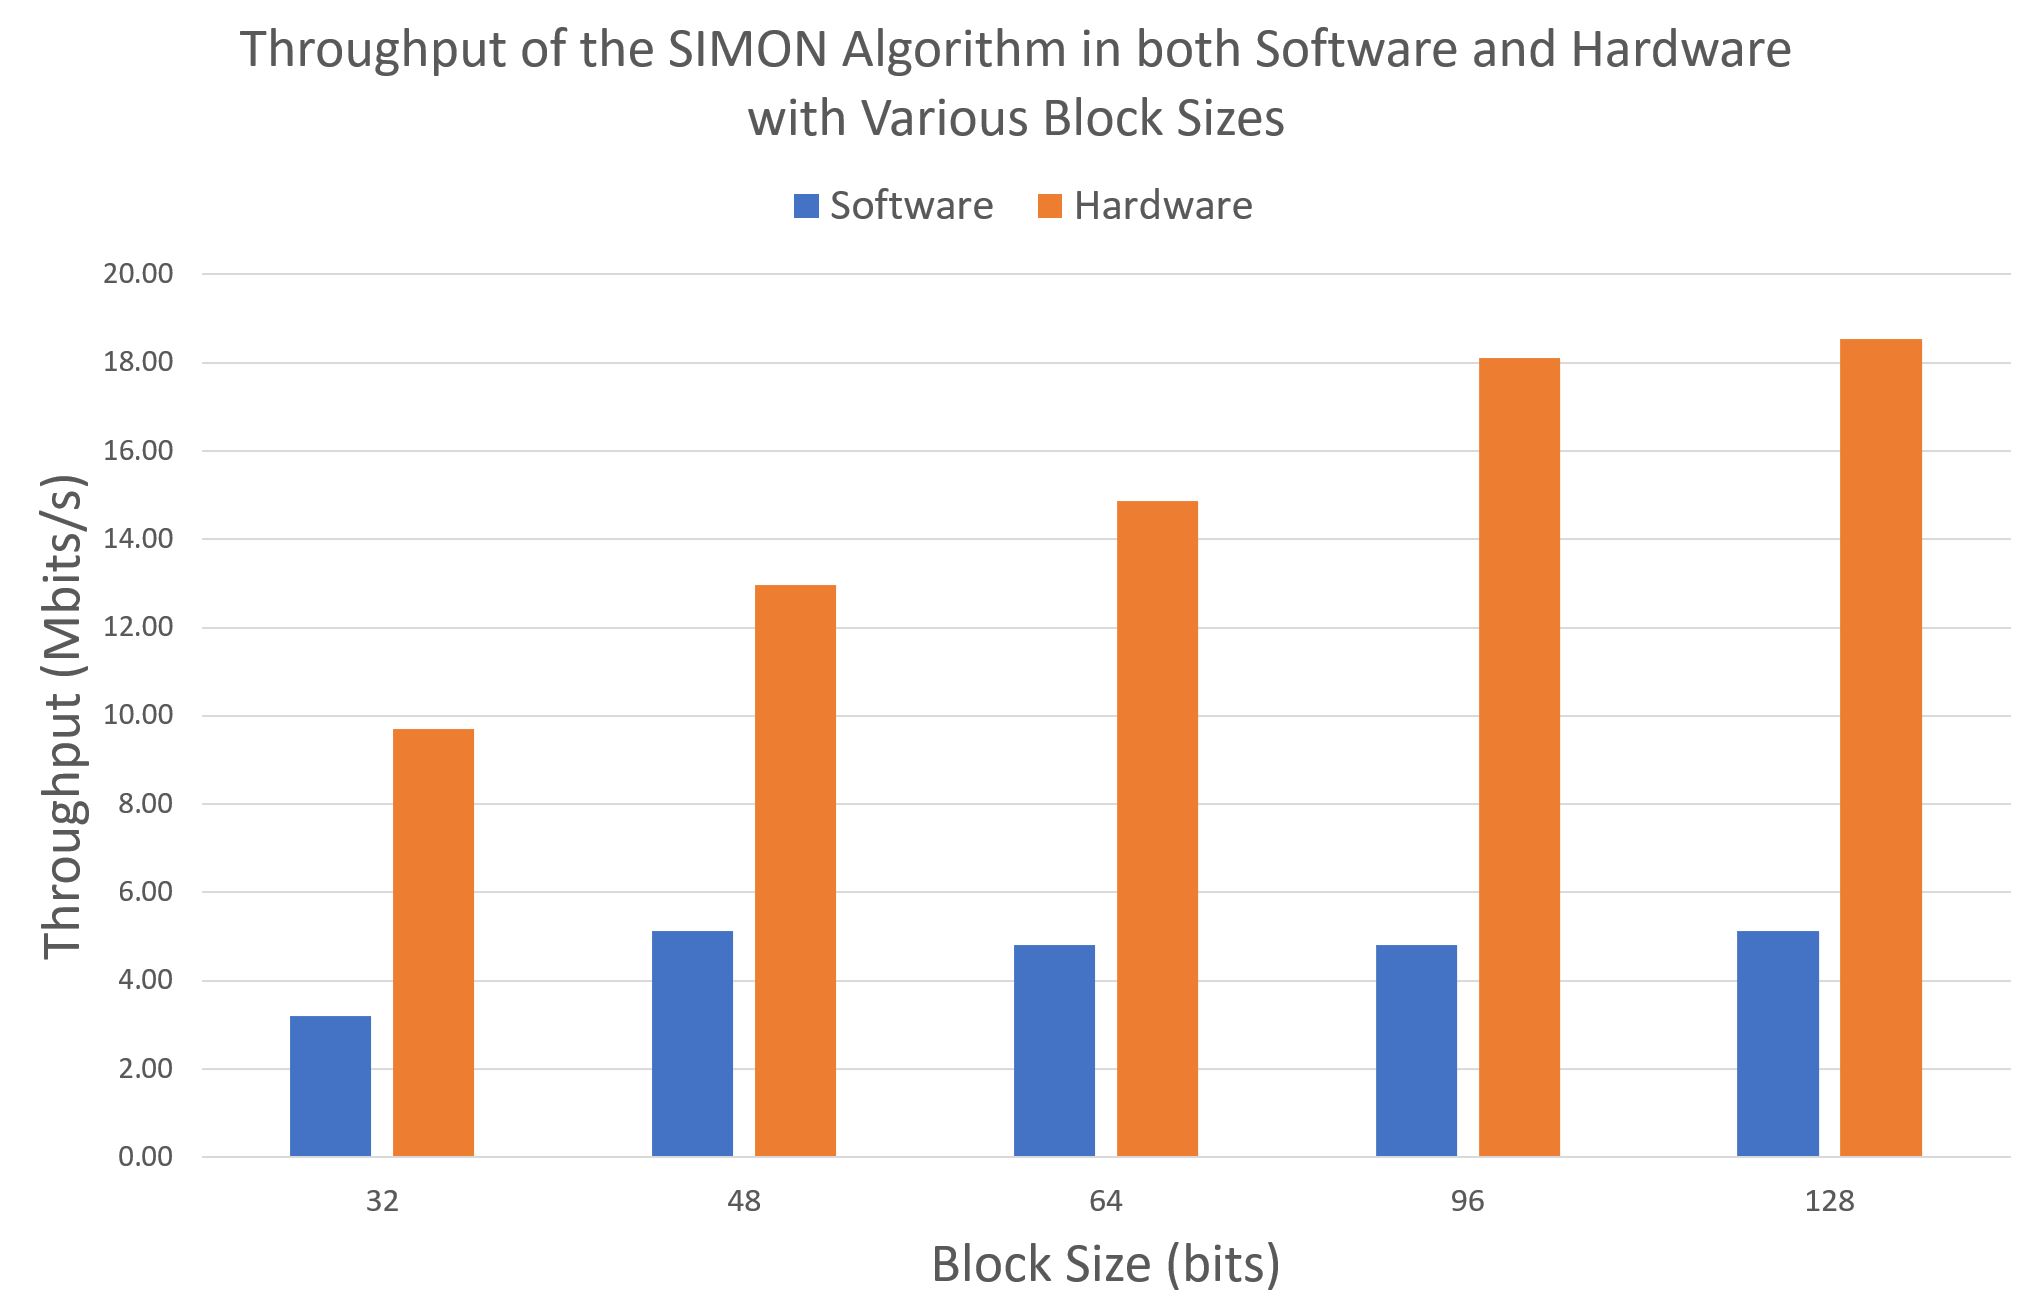 Throughput of the SIMON Algorithm in both Software and Hardware
with Various Block Sizes
Software Hardware
20.00
18.00
16.00
14.00
12.00
10.00
8.00
6.00
4.00
2.00
0.00
Throughput (Mbits/s)
32 48 64 96 128
Block Size (bits)